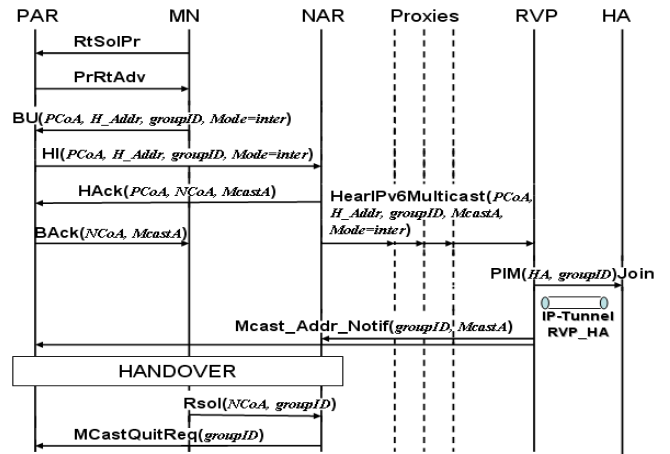 PAR MN NAR Proxies RVP HA
RtSolPr
PrRtAdv
BU(PCoA, H_Addr, groupID, Mode=inter)
HI(PCoA, H_Addr, groupID, Mode=inter)
HAck(PCoA, NCoA, McastA)
HearIPv6Multicast(PCoA,
H_Addr, groupID, McastA,
Mode=inter)
BAck(NCoA, McastA)
PIM(HA, groupID)Join
IP-Tunnel
RVP_HA
Mcast_Addr_Notif(groupID, McastA)
HANDOVER
Rsol(NCoA, groupID)
MCastQuitReq(groupID)